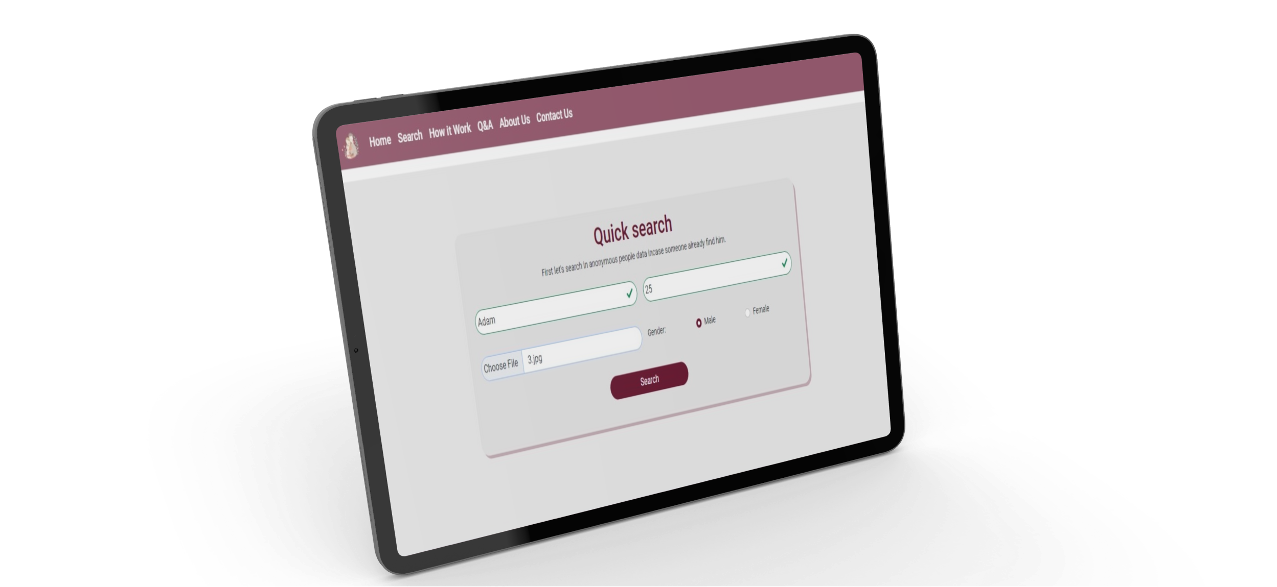 Home Search How it Work Q&A About Us Contact Us
Quick search
First let's search in anonymous people data incase someone already find him.
Adam
25
Choose File 3.jpg
Gender: Male Female
Search